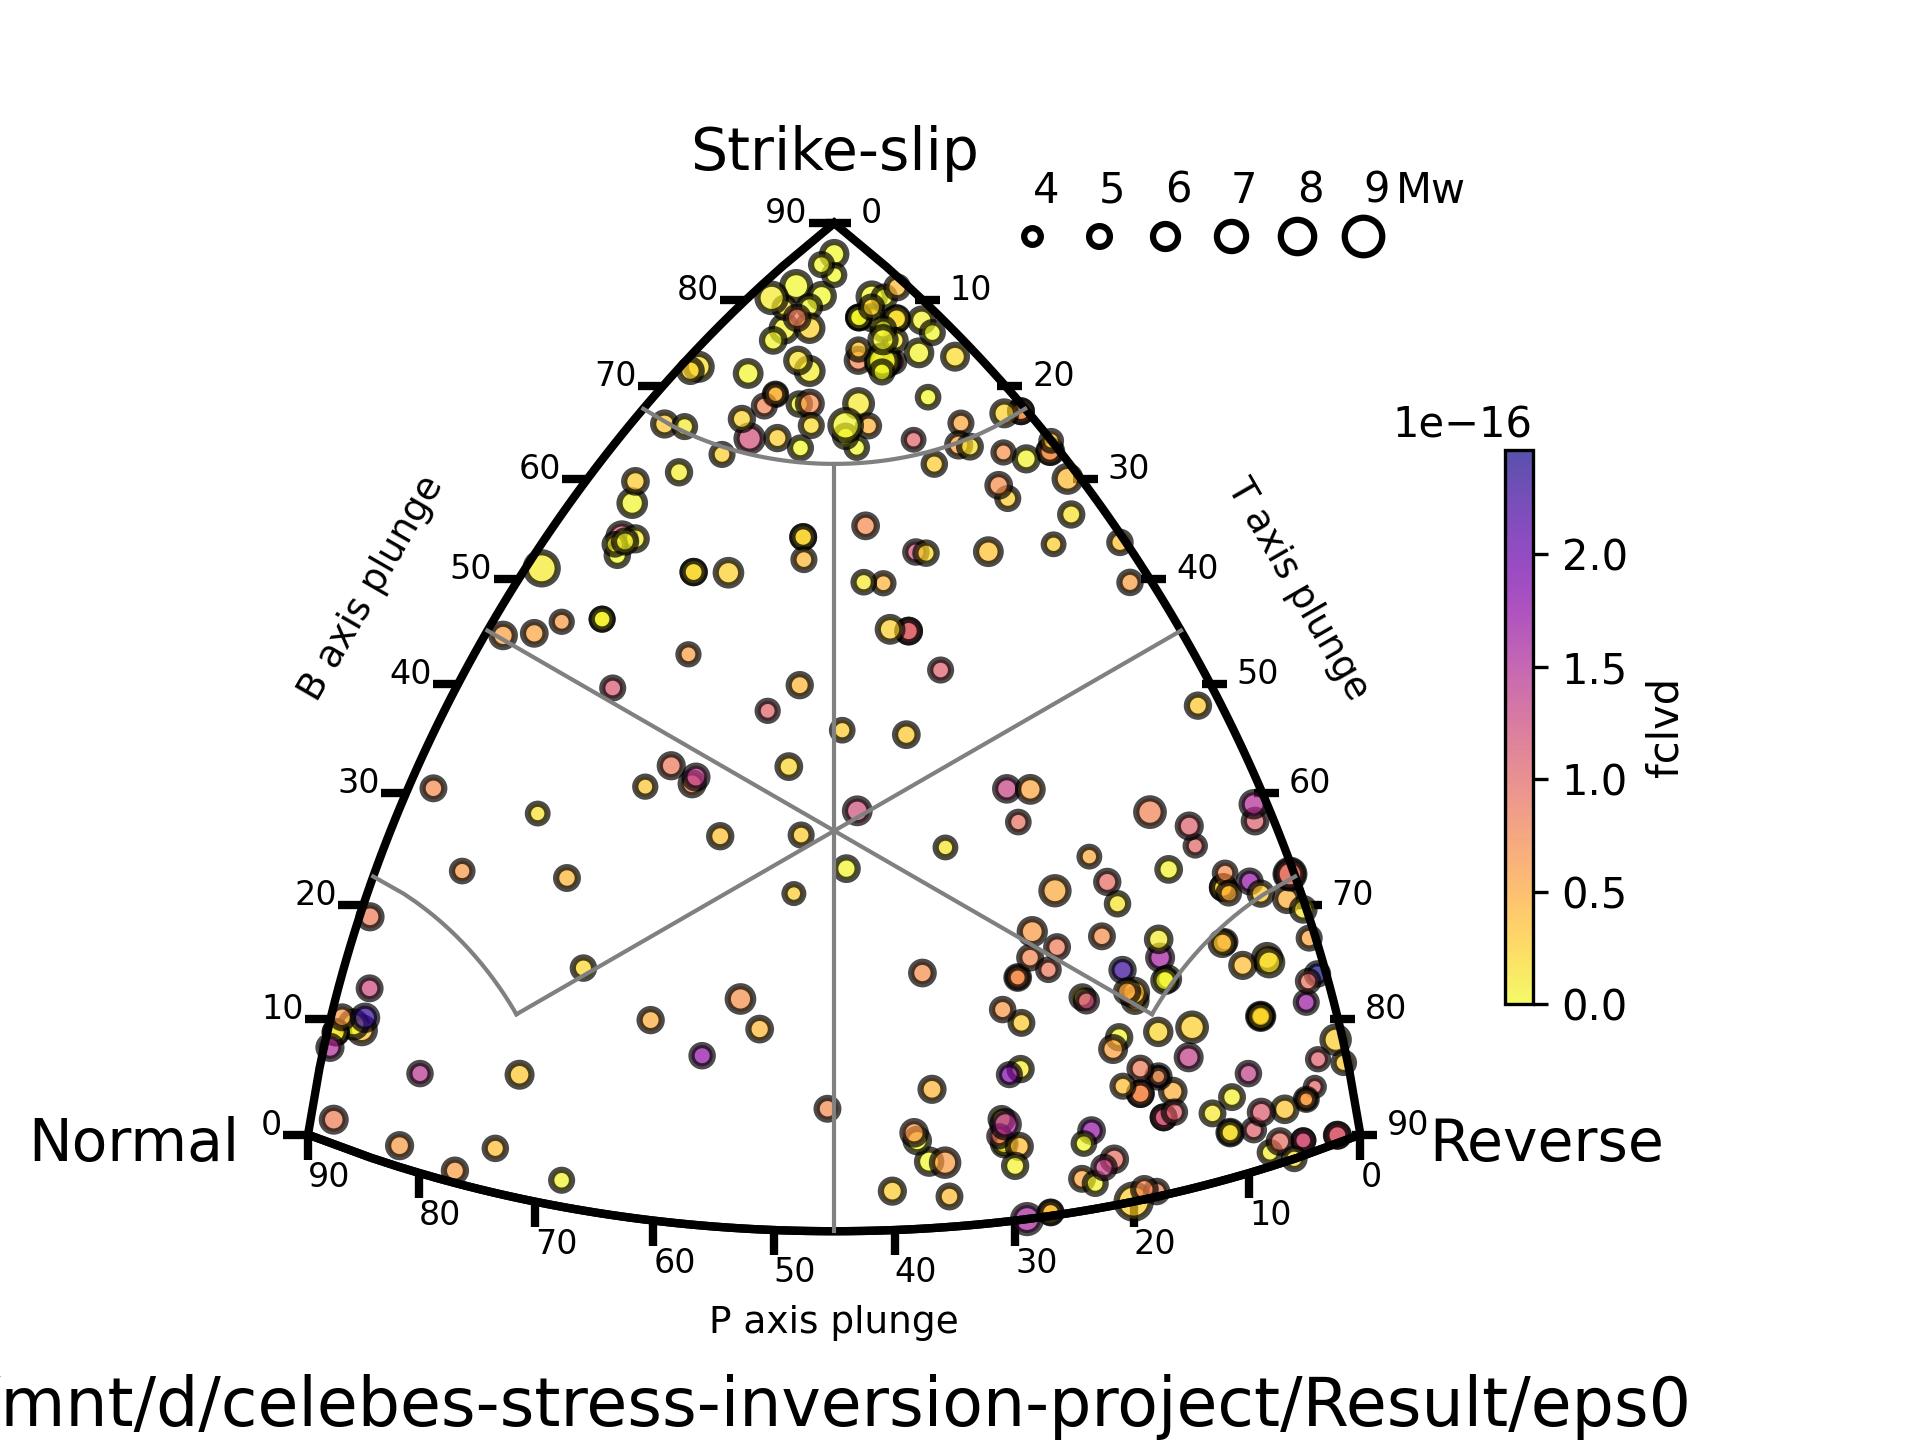 Strike-slip
4 5 6 7 8 9 Mw
90 0
80 10
70 20
1e−16
60 30
B axis plunge
T axis plunge
50 40
2.0
40 50
1.5
fclvd
30 60
1.0
20 70
0.5
10 80
0.0
Normal 0 90 Reverse
90 80 70 60 50 40 30 20 10 0
P axis plunge
/mnt/d/celebes-stress-inversion-project/Result/eps0